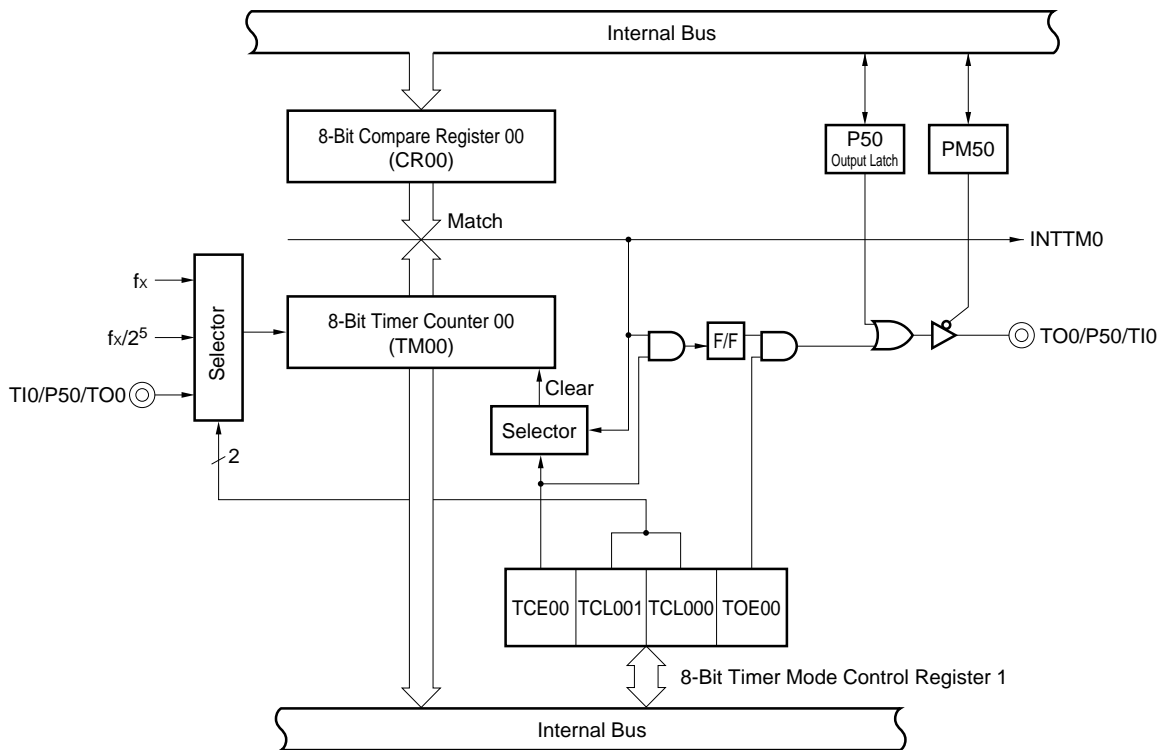 Internal Bus
8-Bit Compare Register 00
(CR00)
P50
Output Latch
PM50
Match
INTTM0
fX
fX/2⁵
TI0/P50/TO0
Selector
8-Bit Timer Counter 00
(TM00)
F/F
TO0/P50/TI0
Clear
Selector
2
TCE00
TCL001
TCL000
TOE00
8-Bit Timer Mode Control Register 1
Internal Bus